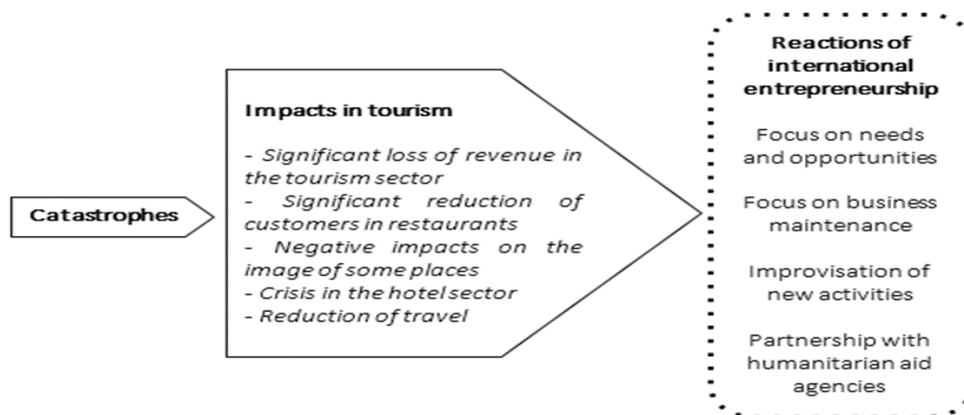 Catastrophes
Impacts in tourism
- Significant loss of revenue in
the tourism sector
- Significant reduction of
customers in restaurants
- Negative impacts on the
image of some places
- Crisis in the hotel sector
- Reduction of travel
Reactions of
international
entrepreneurship
Focus on needs
and opportunities
Focus on business
maintenance
Improvisation of
new activities
Partnership with
humanitarian aid
agencies